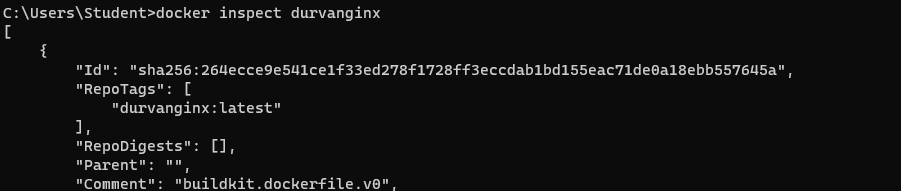 C:\Users\Student>docker inspect durvanginx
[
    {
        "Id": "sha256:264ecce9e541ce1f33ed278f1728ff3eccdab1bd155eac71de0a18ebb557645a",
        "RepoTags": [
            "durvanginx:latest"
        ],
        "RepoDigests": [],
        "Parent": "",
        "Comment": "buildkit.dockerfile.v0",